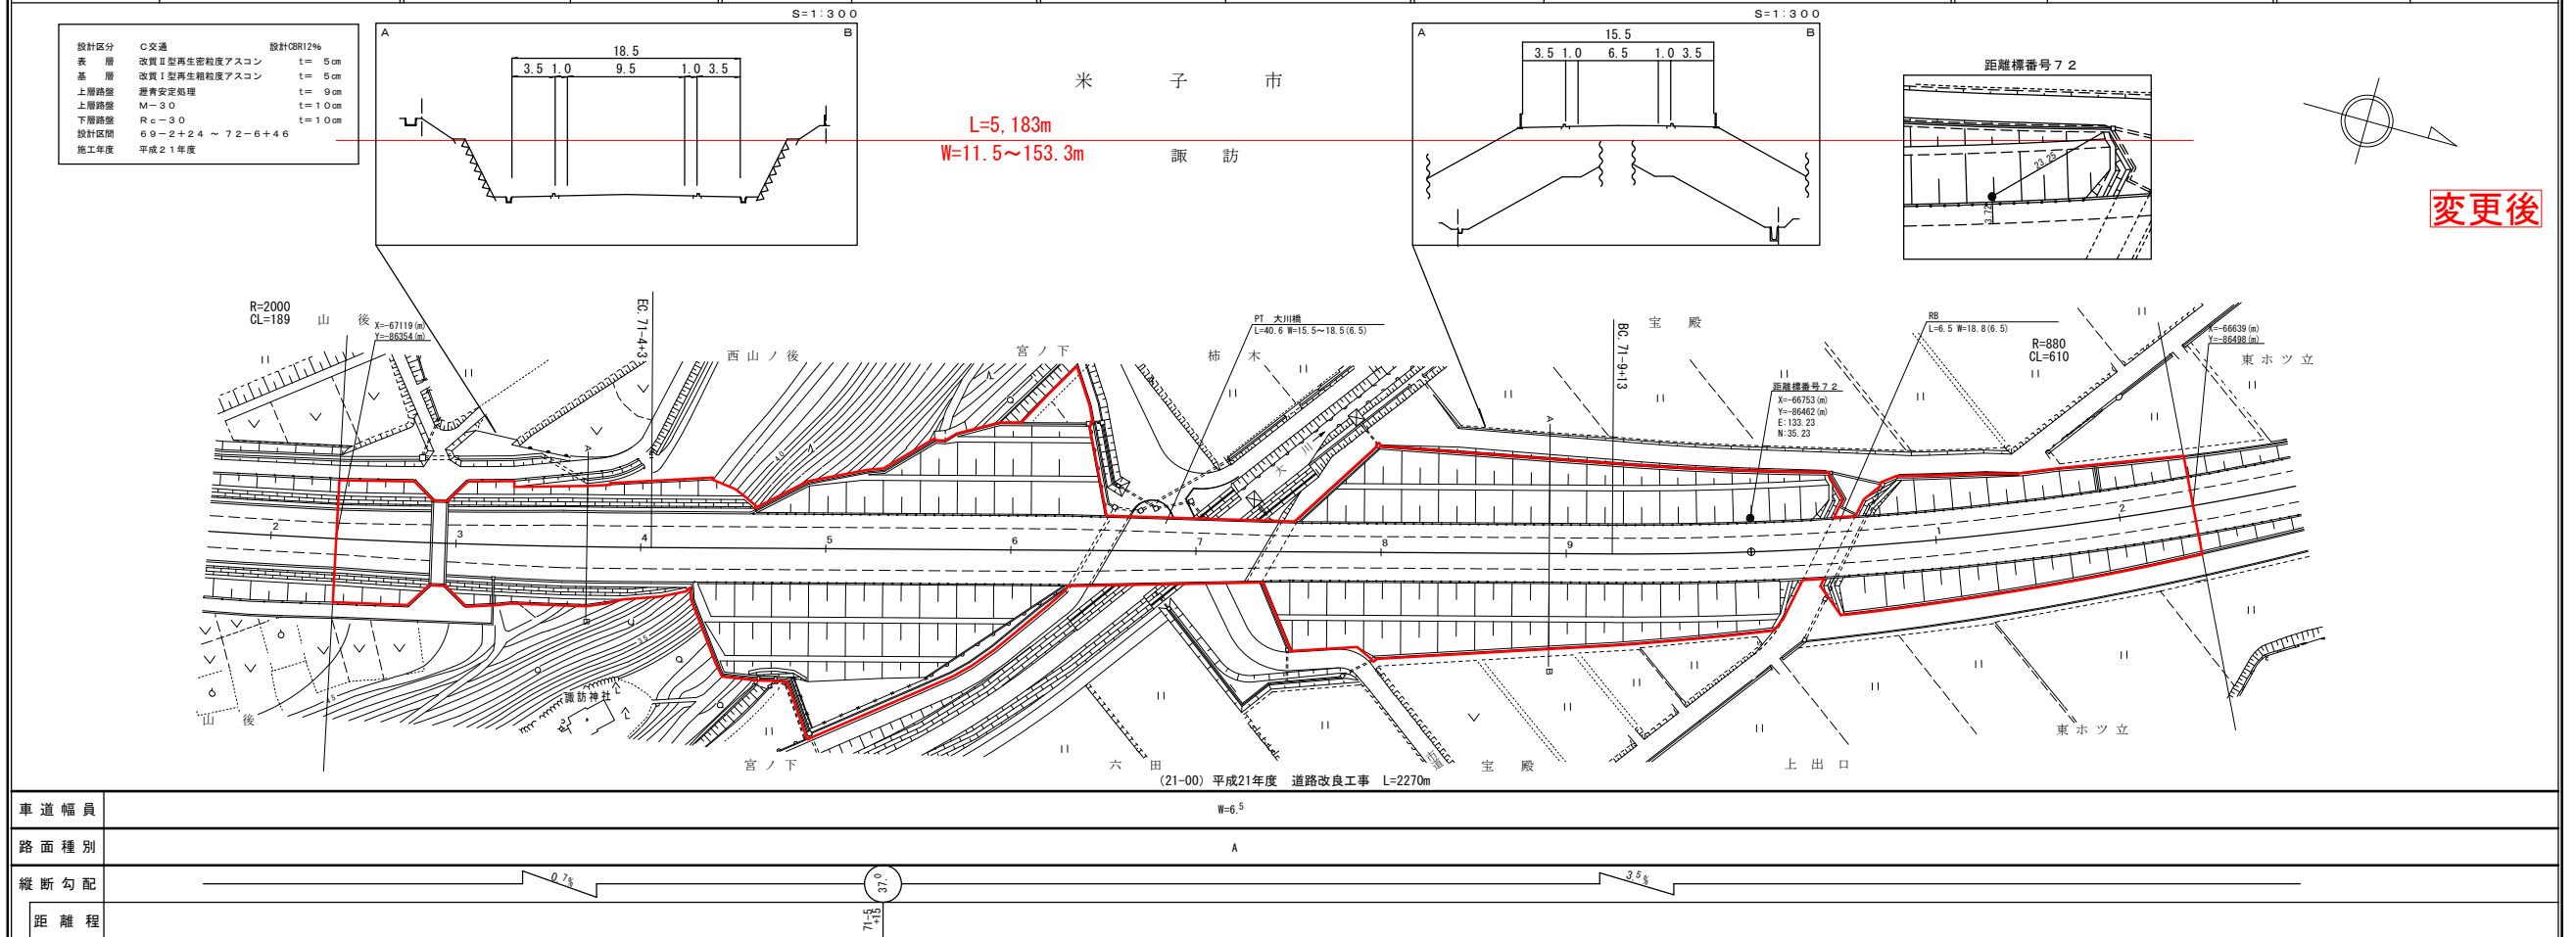 S=1:300
S=1:300
設計区分 C交通 設計CBR12%
表層 改質Ⅱ型再生密粒度アスコン t= 5cm
基層 改質Ⅰ型再生粗粒度アスコン t= 5cm
上層路盤 瀝青安定処理 t= 9cm
上層路盤 M-30 t=10cm
下層路盤 Rc-30 t=10cm
設計区間 69-2+24 ～ 72-6+46
施工年度 平成21年度
A B
18.5
3.5 1.0 9.5 1.0 3.5
米子市
L=5,183m
W=11.5～153.3m
諏訪
A B
15.5
3.5 1.0 6.5 1.0 3.5
距離標番号72
23.25
3.72
変更後
R=2000
CL=189
山後
X=-67119(m)
Y=-86354(m)
EC.71-4+3
西山ノ後
宮ノ下
柿木
PT 大川橋
L=40.6 W=15.5～18.5(6.5)
BC.71-9+13
宝殿
距離標番号72
X=-66753(m)
Y=-86462(m)
E:133.23
N:35.23
RB
L=6.5 W=18.8(6.5)
R=880
CL=610
X=-66639(m)
Y=-86498(m)
東ホツ立
大川
A
A
2 3 4 5 6 7 8 9 1 2
B
B
諏訪神社
山後
宮ノ下
六田
市道
宝殿
上出口
東ホツ立
(21-00) 平成21年度 道路改良工事 L=2270m
車道幅員 W=6.5
路面種別 A
縦断勾配 0.7% 37.0 3.5%
距離程 71-5+15